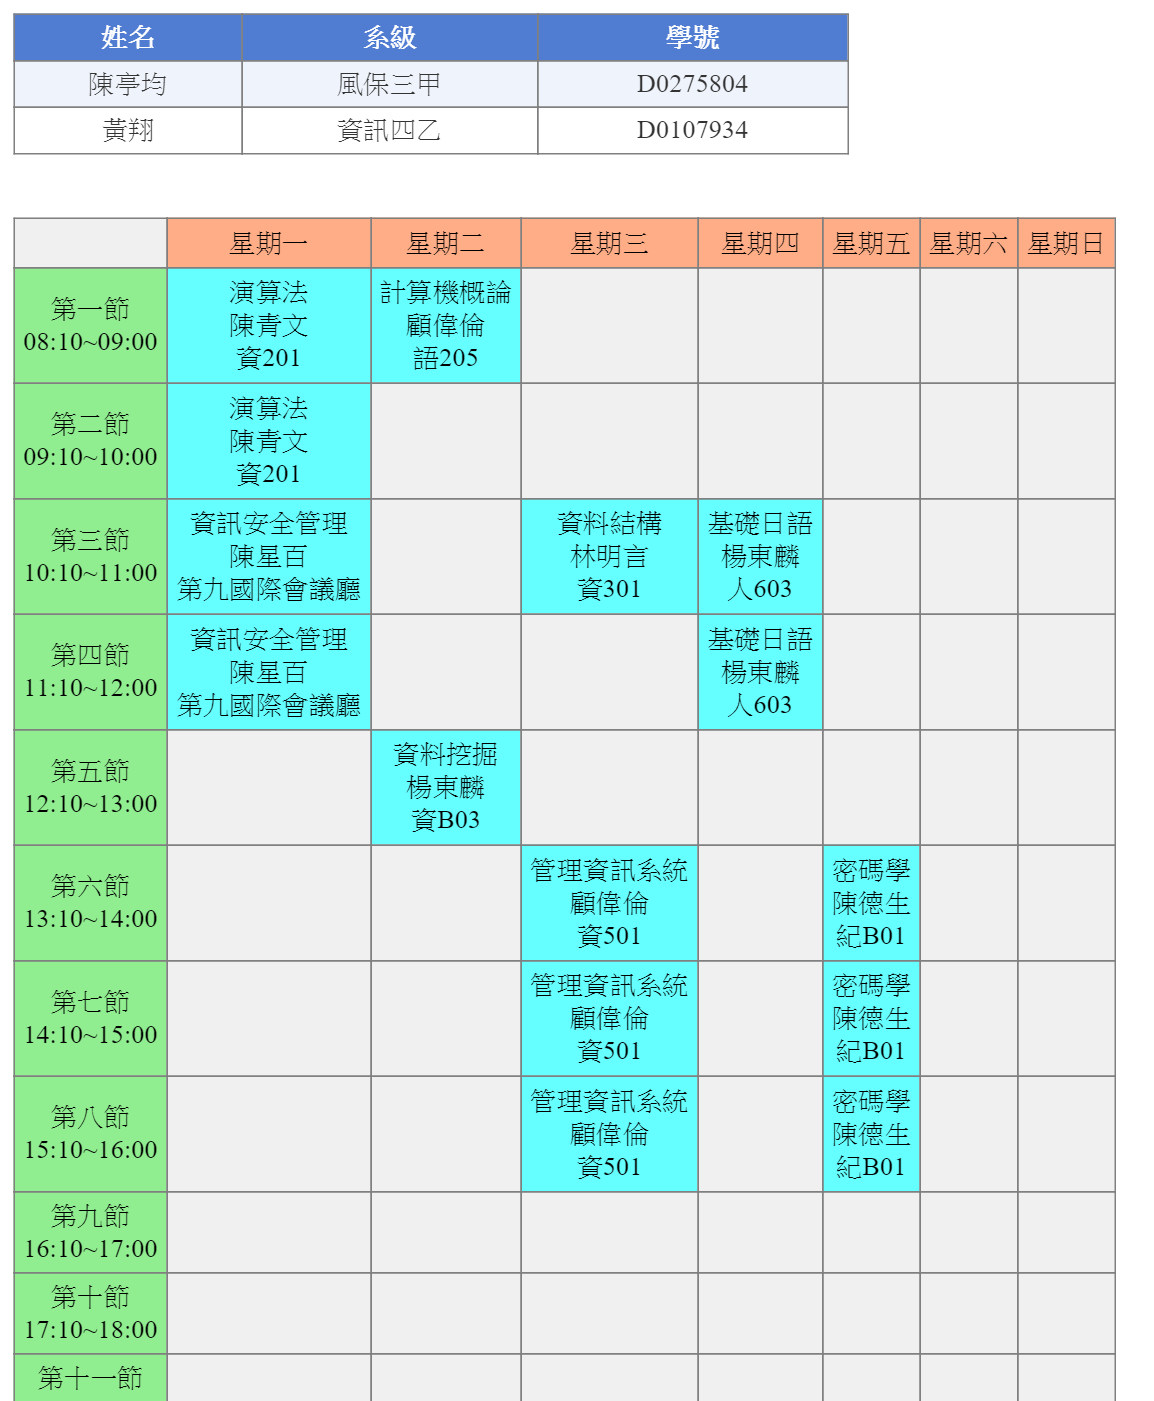 姓名 系級 學號
陳亭均 風保三甲 D0275804
黃翔 資訊四乙 D0107934
星期一 星期二 星期三 星期四 星期五 星期六 星期日
第一節
08:10~09:00
演算法
陳青文
資201
計算機概論
顧偉倫
語205
第二節
09:10~10:00
演算法
陳青文
資201
第三節
10:10~11:00
資訊安全管理
陳星百
第九國際會議廳
資料結構
林明言
資301
基礎日語
楊東麟
人603
第四節
11:10~12:00
資訊安全管理
陳星百
第九國際會議廳
基礎日語
楊東麟
人603
第五節
12:10~13:00
資料挖掘
楊東麟
資B03
第六節
13:10~14:00
管理資訊系統
顧偉倫
資501
密碼學
陳德生
紀B01
第七節
14:10~15:00
管理資訊系統
顧偉倫
資501
密碼學
陳德生
紀B01
第八節
15:10~16:00
管理資訊系統
顧偉倫
資501
密碼學
陳德生
紀B01
第九節
16:10~17:00
第十節
17:10~18:00
第十一節